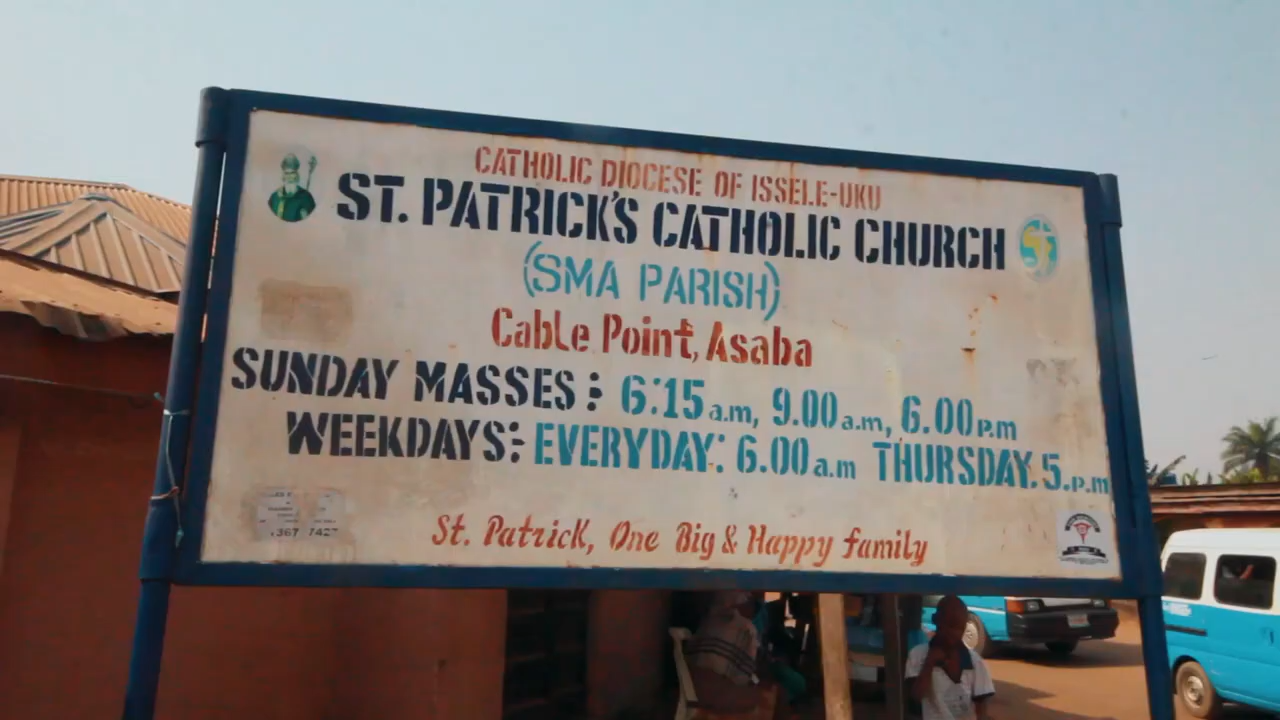 CATHOLIC DIOCESE OF ISSELE-UKU
ST. PATRICK'S CATHOLIC CHURCH
(SMA PARISH)
Cable Point, Asaba
SUNDAY MASSES: 6:15 a.m, 9.00 a.m, 6.00 P.m
WEEKDAYS: EVERYDAY: 6.00 a.m THURSDAY. 5.P.m
St. Patrick, One Big & Happy family